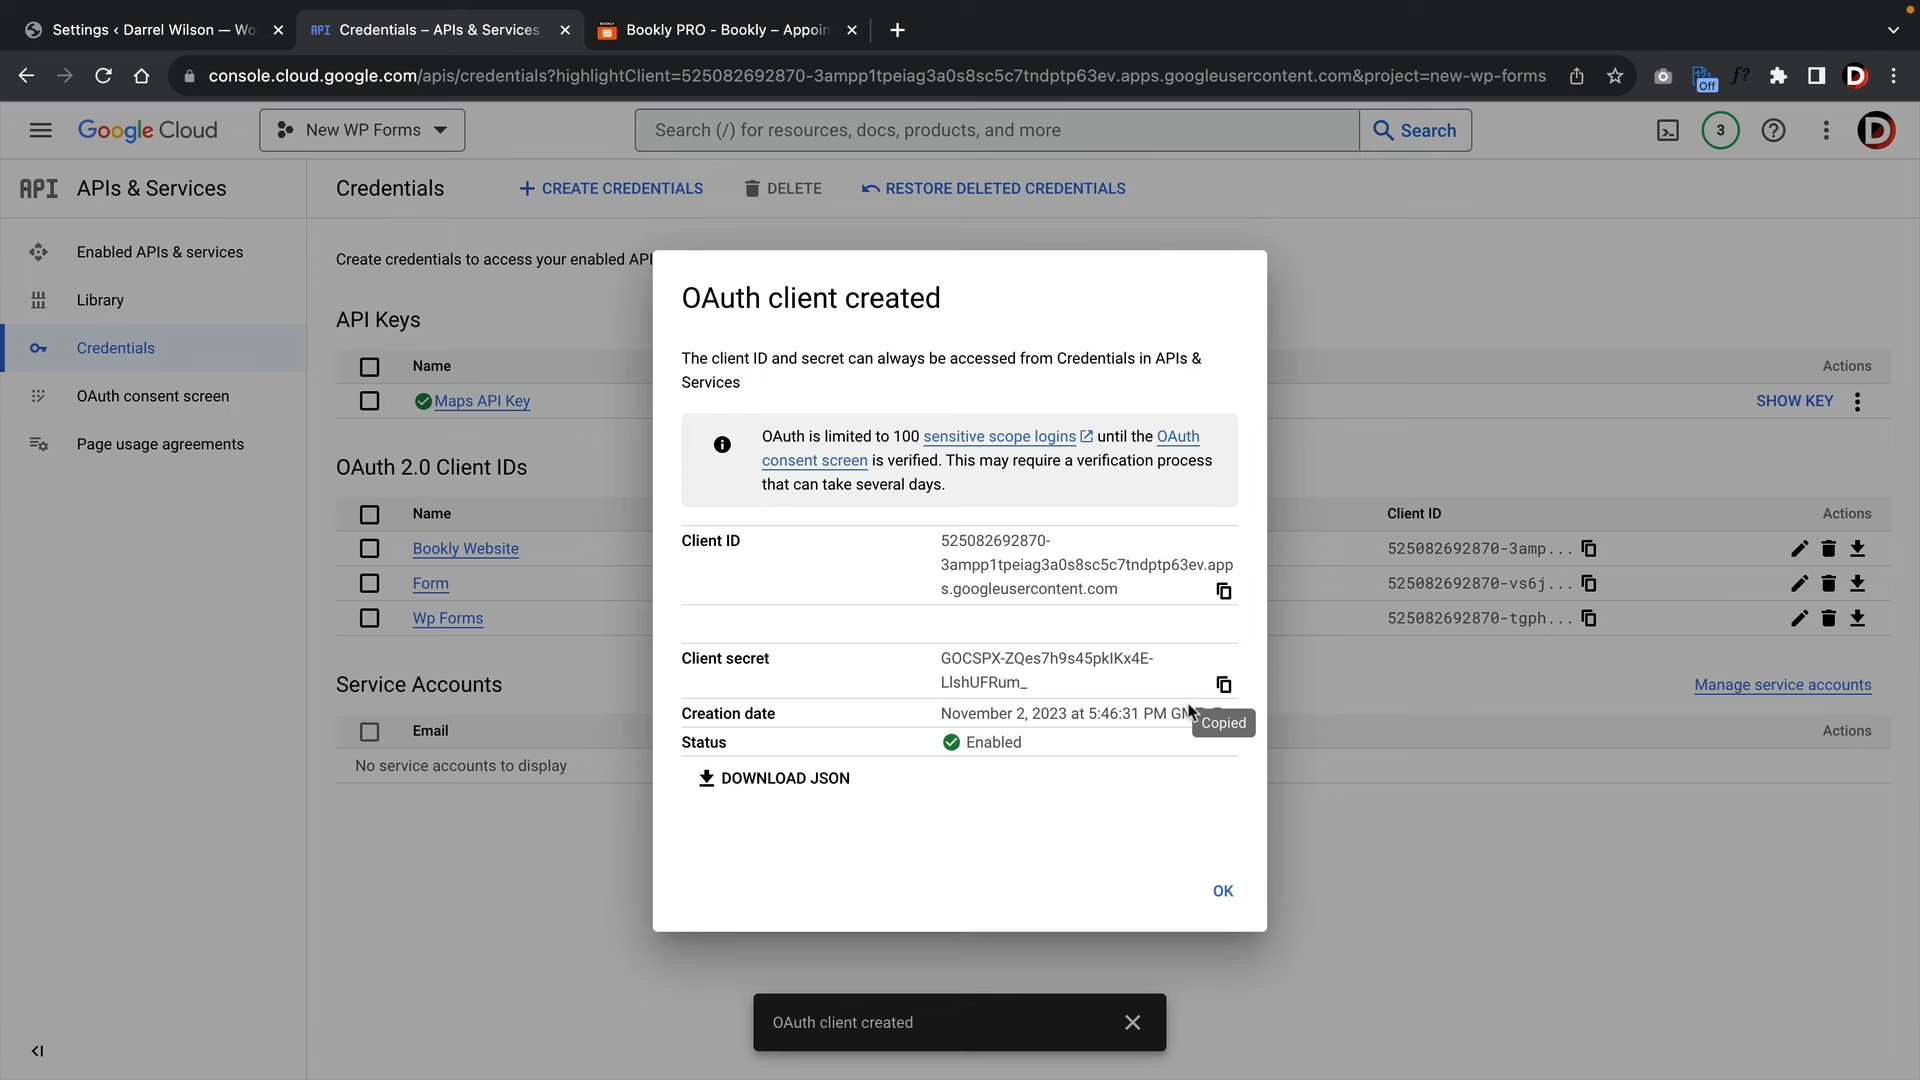 Settings ‹ Darrel Wilson — Wo
API Credentials – APIs & Services
Bookly PRO - Bookly – Appoin
console.cloud.google.com/apis/credentials?highlightClient=525082692870-3ampp1tpeiag3a0s8sc5c7tndptp63ev.apps.googleusercontent.com&project=new-wp-forms
Off
f?
D
Google Cloud
New WP Forms
Search (/) for resources, docs, products, and more
Search
3
D
API APIs & Services
Credentials
CREATE CREDENTIALS
DELETE
RESTORE DELETED CREDENTIALS
Enabled APIs & services
Library
Credentials
OAuth consent screen
Page usage agreements
Create credentials to access your enabled API
API Keys
Name
Actions
Maps API Key
SHOW KEY
OAuth 2.0 Client IDs
Name
Client ID
Actions
Bookly Website
525082692870-3amp...
Form
525082692870-vs6j...
Wp Forms
525082692870-tgph...
Service Accounts
Manage service accounts
Email
Actions
No service accounts to display
OAuth client created
The client ID and secret can always be accessed from Credentials in APIs &
Services
OAuth is limited to 100 sensitive scope logins until the OAuth
consent screen is verified. This may require a verification process
that can take several days.
Client ID
525082692870-
3ampp1tpeiag3a0s8sc5c7tndptp63ev.app
s.googleusercontent.com
Client secret
GOCSPX-ZQes7h9s45pklKx4E-
LlshUFRum_
Creation date
November 2, 2023 at 5:46:31 PM
Copied
Status
Enabled
DOWNLOAD JSON
OK
OAuth client created